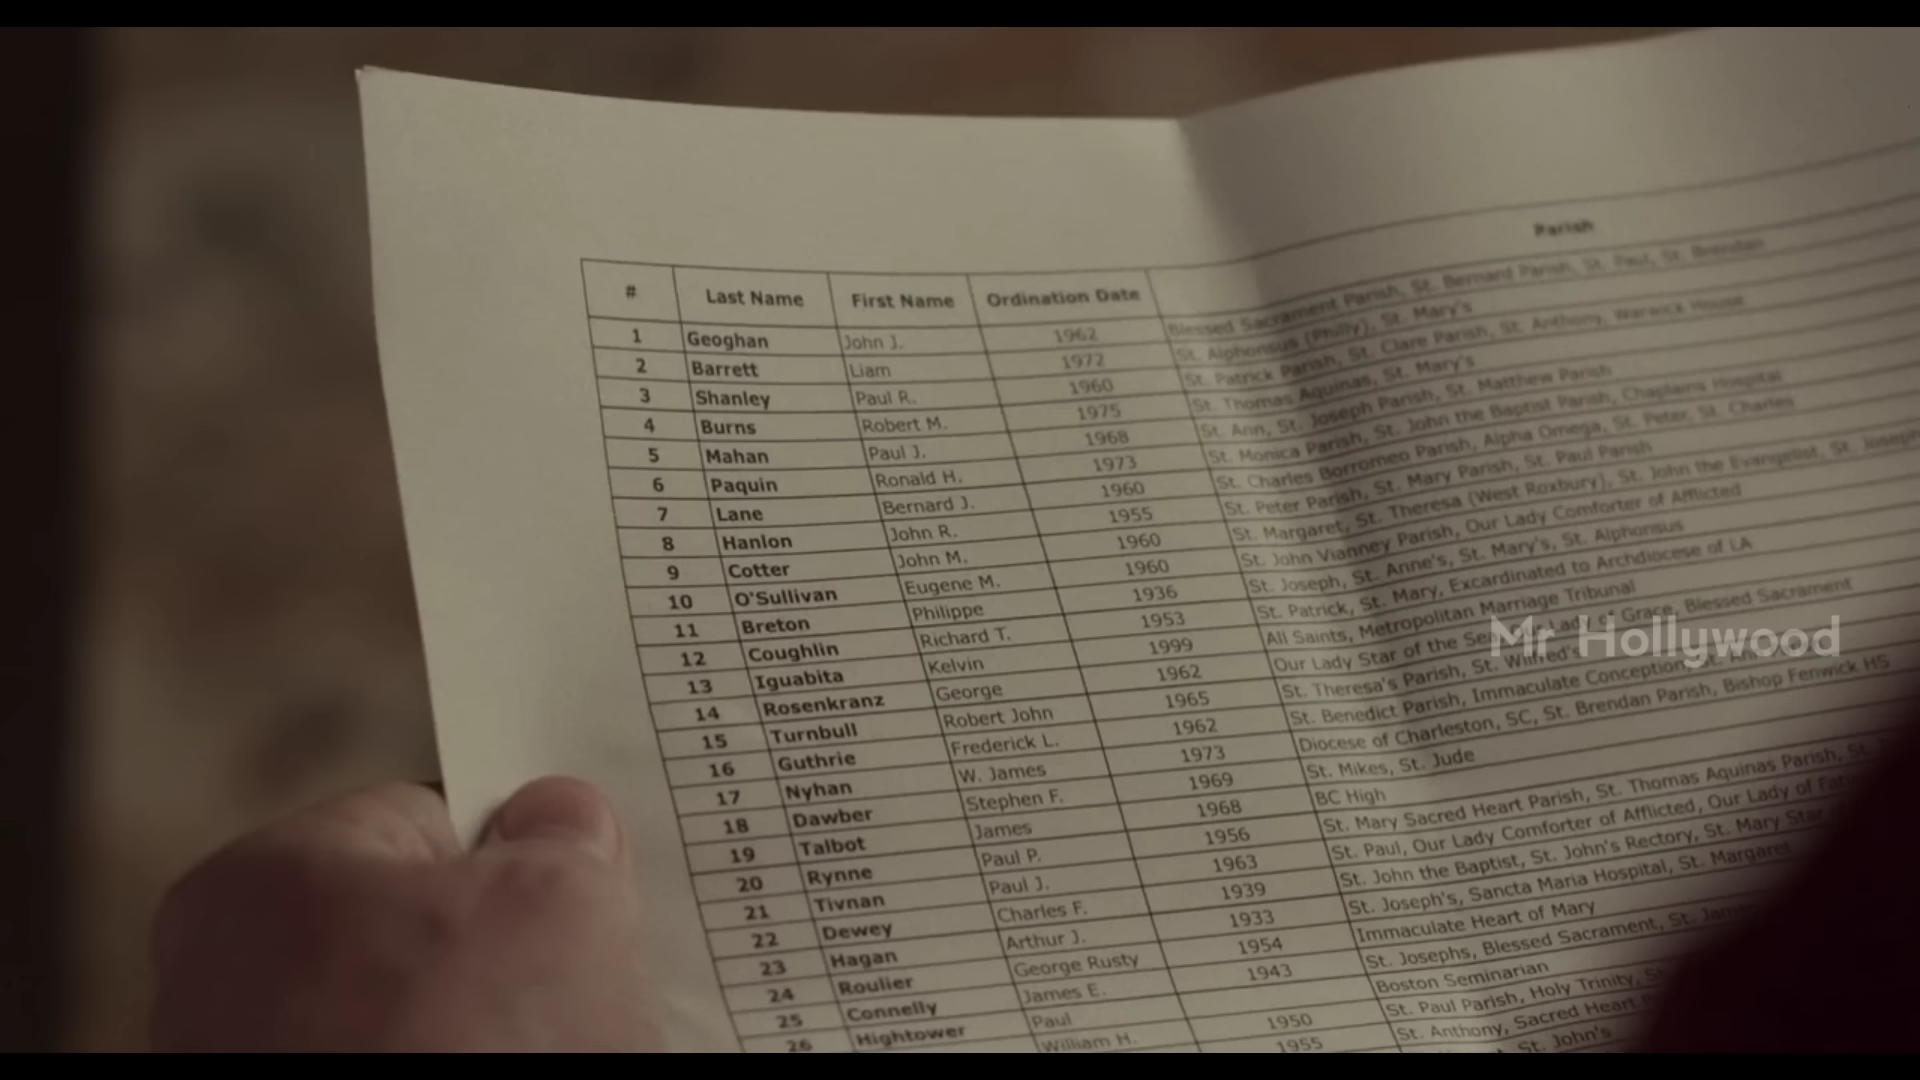 Parish
# Last Name First Name Ordination Date
1 Geoghan John J. 1962 Blessed Sacrament Parish, St. Bernard Parish, St. Paul, St. Brendan
2 Barrett Liam 1972 St. Alphonsus (Philly), St. Mary's
3 Shanley Paul R. 1960 St. Patrick Parish, St. Clare Parish, St. Anthony, Warwick House
4 Burns Robert M. 1975 St. Thomas Aquinas, St. Mary's
5 Mahan Paul J. 1968 St. Ann, St. Joseph Parish, St. Matthew Parish
6 Paquin Ronald H. 1973 St. Monica Parish, St. John the Baptist Parish, Chaplains Hospital
7 Lane Bernard J. 1960 St. Charles Borromeo Parish, Alpha Omega, St. Peter, St. Charles
8 Hanlon John R. 1955 St. Peter Parish, St. Mary Parish, St. Paul Parish
9 Cotter John M. 1960 St. Margaret, St. Theresa (West Roxbury), St. John the Evangelist, St. Joseph
10 O'Sullivan Eugene M. 1960 St. John Vianney Parish, Our Lady Comforter of Afflicted
11 Breton Philippe 1936 St. Joseph, St. Anne's, St. Mary's, St. Alphonsus
12 Coughlin Richard T. 1953 St. Patrick, St. Mary, Excardinated to Archdiocese of LA
13 Iguabita Kelvin 1999 All Saints, Metropolitan Marriage Tribunal
14 Rosenkranz George 1962 Our Lady Star of the Sea, Lady of Grace, Blessed Sacrament
15 Turnbull Robert John 1965 St. Theresa's Parish, St. Wilfred's
16 Guthrie Frederick L. 1962 St. Benedict Parish, Immaculate Conception,
17 Nyhan W. James 1973 Diocese of Charleston, SC, St. Brendan Parish, Bishop Fenwick HS
18 Dawber Stephen F. 1969 St. Mikes, St. Jude
19 Talbot James 1968 BC High
20 Rynne Paul P. 1956 St. Mary Sacred Heart Parish, St. Thomas Aquinas Parish, St.
21 Tivnan Paul J. 1963 St. Paul, Our Lady Comforter of Afflicted, Our Lady of
22 Dewey Charles F. 1939 St. John the Baptist, St. John's Rectory, St. Mary Star
23 Hagan Arthur J. 1933 St. Joseph's, Sancta Maria Hospital, St. Margaret
24 Roulier George Rusty 1954 Immaculate Heart of Mary
25 Connelly James E. 1943 St. Josephs, Blessed Sacrament, St.
26 Hightower Paul Boston Seminarian
William H. 1950 St. Paul Parish, Holy Trinity,
1955 St. Anthony, Sacred Heart
St. John's
Mr Hollywood